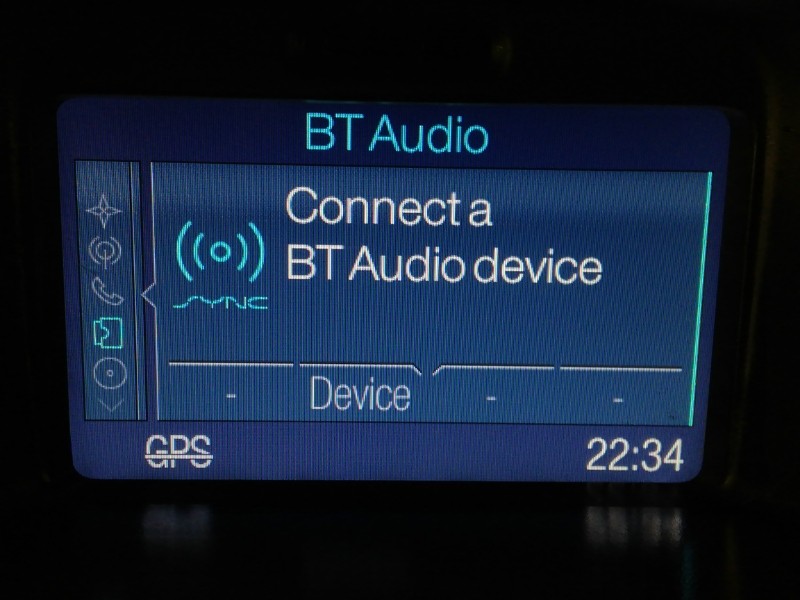 BT Audio
Connect a
BT Audio device
SYNC
- Device - -
GPS 22:34